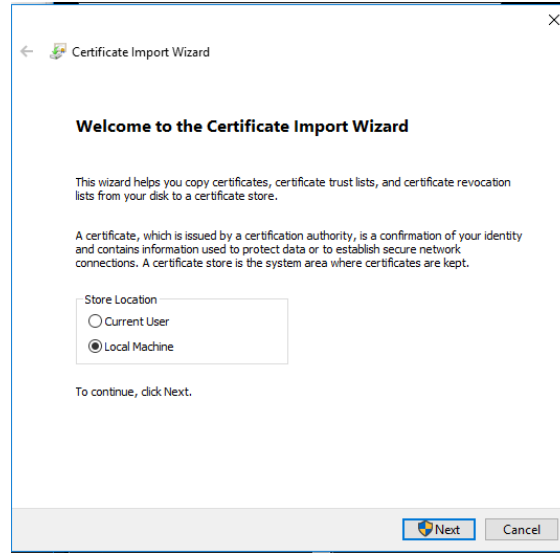 Certificate Import Wizard
Welcome to the Certificate Import Wizard
This wizard helps you copy certificates, certificate trust lists, and certificate revocation
lists from your disk to a certificate store.
A certificate, which is issued by a certification authority, is a confirmation of your identity
and contains information used to protect data or to establish secure network
connections. A certificate store is the system area where certificates are kept.
Store Location
Current User
Local Machine
To continue, click Next.
Next
Cancel